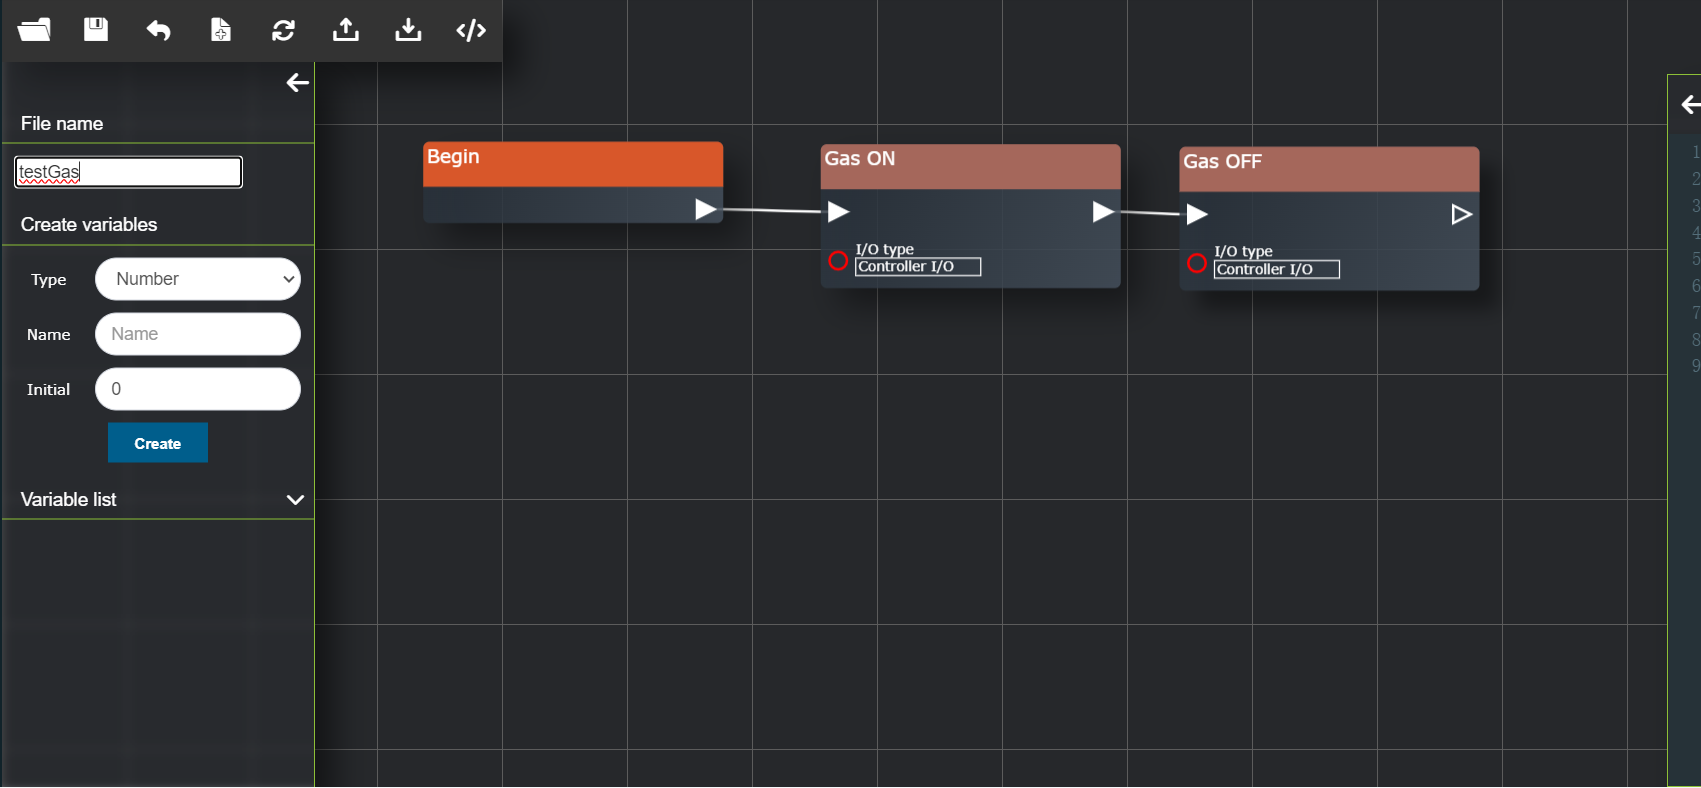 File name
testGas
Create variables
Type
Number
Name
Name
Initial
0
Create
Variable list
Begin
Gas ON
I/O type
Controller I/O
Gas OFF
I/O type
Controller I/O
1
2
3
4
5
6
7
8
9